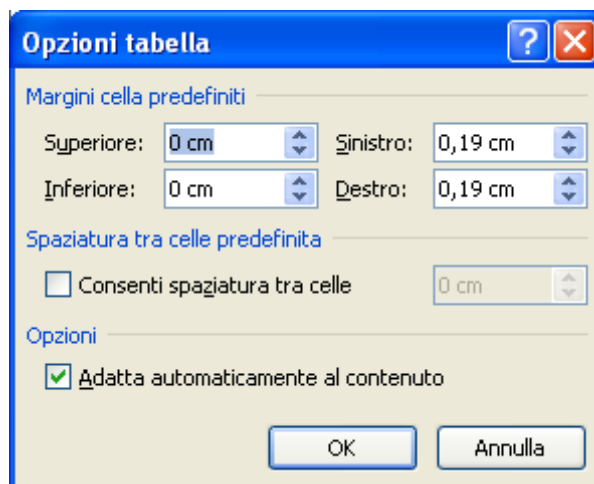 Opzioni tabella ?
Margini cella predefiniti
Superiore: 0 cm Sinistro: 0,19 cm
Inferiore: 0 cm Destro: 0,19 cm
Spaziatura tra celle predefinita
Consenti spaziatura tra celle 0 cm
Opzioni
Adatta automaticamente al contenuto
OK Annulla